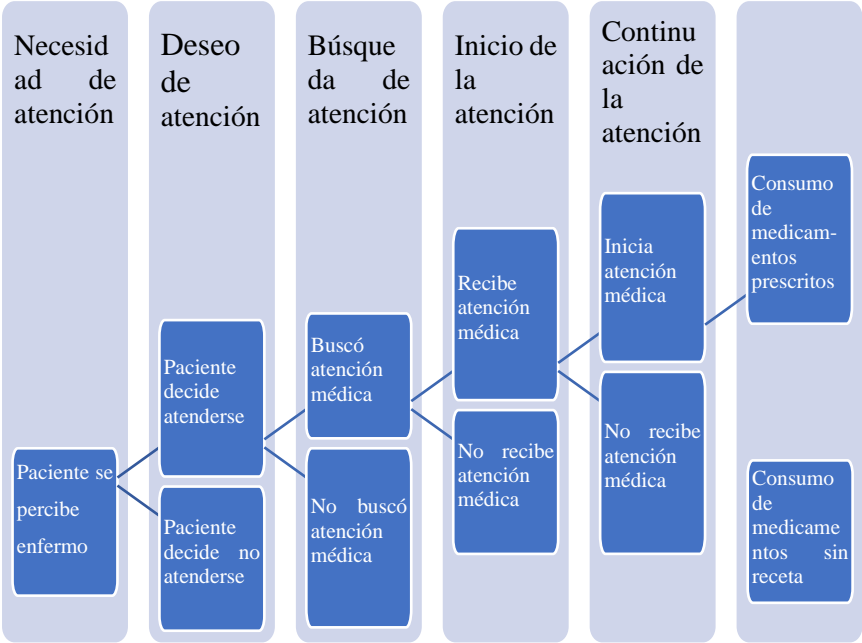 Necesid
ad de
atención
Deseo
de
atención
Búsque
da de
atención
Inicio de
la
atención
Continu
ación de
la
atención
Paciente se
percibe
enfermo
Paciente
decide
atenderse
Paciente
decide no
atenderse
Buscó
atención
médica
No buscó
atención
médica
Recibe
atención
médica
No recibe
atención
médica
Inicia
atención
médica
No recibe
atención
médica
Consumo
de
medicam-
entos
prescritos
Consumo
de
medicame
ntos sin
receta